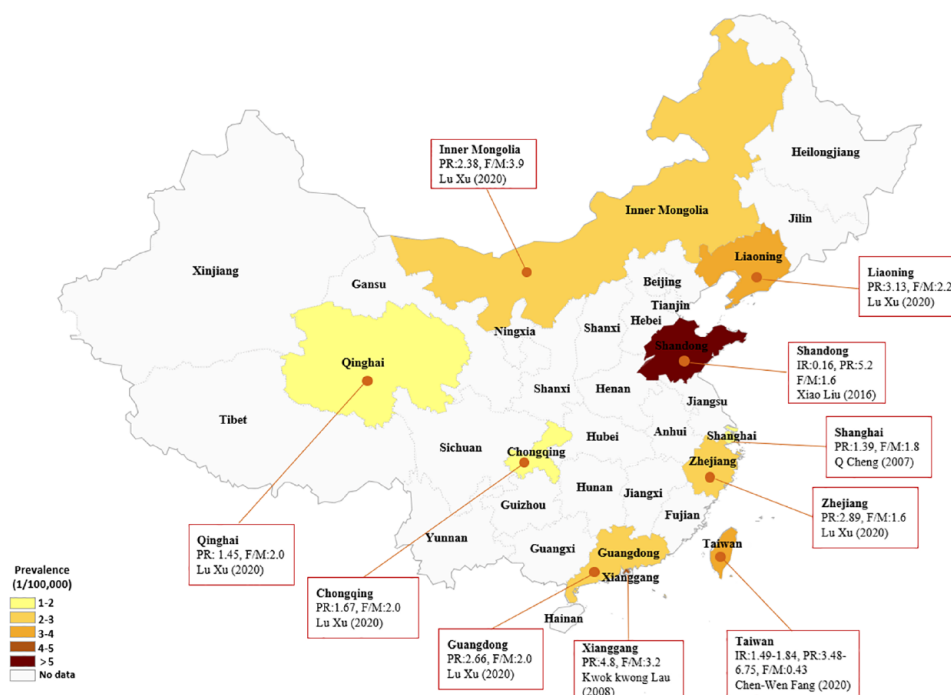 Heilongjiang
Inner Mongolia
PR:2.38, F/M:3.9
Lu Xu (2020)
Inner Mongolia
Jilin
Liaoning
Xinjiang
Gansu
Beijing
Tianjin
Hebei
Liaoning
PR:3.13, F/M:2.2
Lu Xu (2020)
Ningxia
Shanxi
Shandong
Qinghai
Shandong
IR:0.16, PR:5.2
F/M:1.6
Xiao Liu (2016)
Shanxi
Henan
Jiangsu
Tibet
Sichuan
Chongqing
Hubei
Anhui
Shanghai
Shanghai
PR:1.39, F/M:1.8
Q Cheng (2007)
Zhejiang
Hunan
Jiangxi
Guizhou
Fujian
Zhejiang
PR:2.89, F/M:1.6
Lu Xu (2020)
Qinghai
PR: 1.45, F/M:2.0
Lu Xu (2020)
Yunnan
Guangxi
Guangdong
Xianggang
Taiwan
Hainan
Prevalence
(1/100,000)
1-2
2-3
3-4
4-5
>5
No data
Chongqing
PR:1.67, F/M:2.0
Lu Xu (2020)
Guangdong
PR:2.66, F/M:2.0
Lu Xu (2020)
Xianggang
PR:4.8, F/M:3.2
Kwok kwong Lau
(2008)
Taiwan
IR:1.49-1.84, PR:3.48-
6.75, F/M:0.43
Chen-Wen Fang (2020)